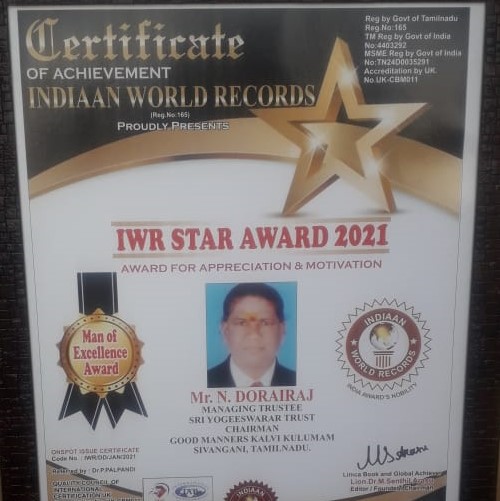 Certificate
OF ACHIEVEMENT
INDIAAN WORLD RECORDS
(Reg.No:165)
PROUDLY PRESENTS
Reg by Govt of Tamilnadu
Reg.No:165
TM Reg by Govt of India
No:4403292
MSME Reg by Govt of India
No:TN24D0035291
Accreditation by UK.
No.UK-CBM011
IWR STAR AWARD 2021
AWARD FOR APPRECIATION & MOTIVATION
Man of
Excellence
Award
INDIAAN
WORLD RECORDS
INDIA AWARD'S NOBILITY
Mr. N. DORAIRAJ
MANAGING TRUSTEE
SRI YOGEESWARAR TRUST
CHAIRMAN
GOOD MANNERS KALVI KULUMAM
SIVANGANI, TAMILNADU.
ONSPOT ISSUE CERTIFICATE
Code No. : IWR/DD/JAN/2021
Referred by : Dr.P.PALPANDI
QUALITY COUNCIL OF
INTERNATIONAL
CERTIFICATION UK
INDIAAN
Limca Book and Global Achiever
Lion.Dr.M.Senthil
Editor / Founder / Chairman